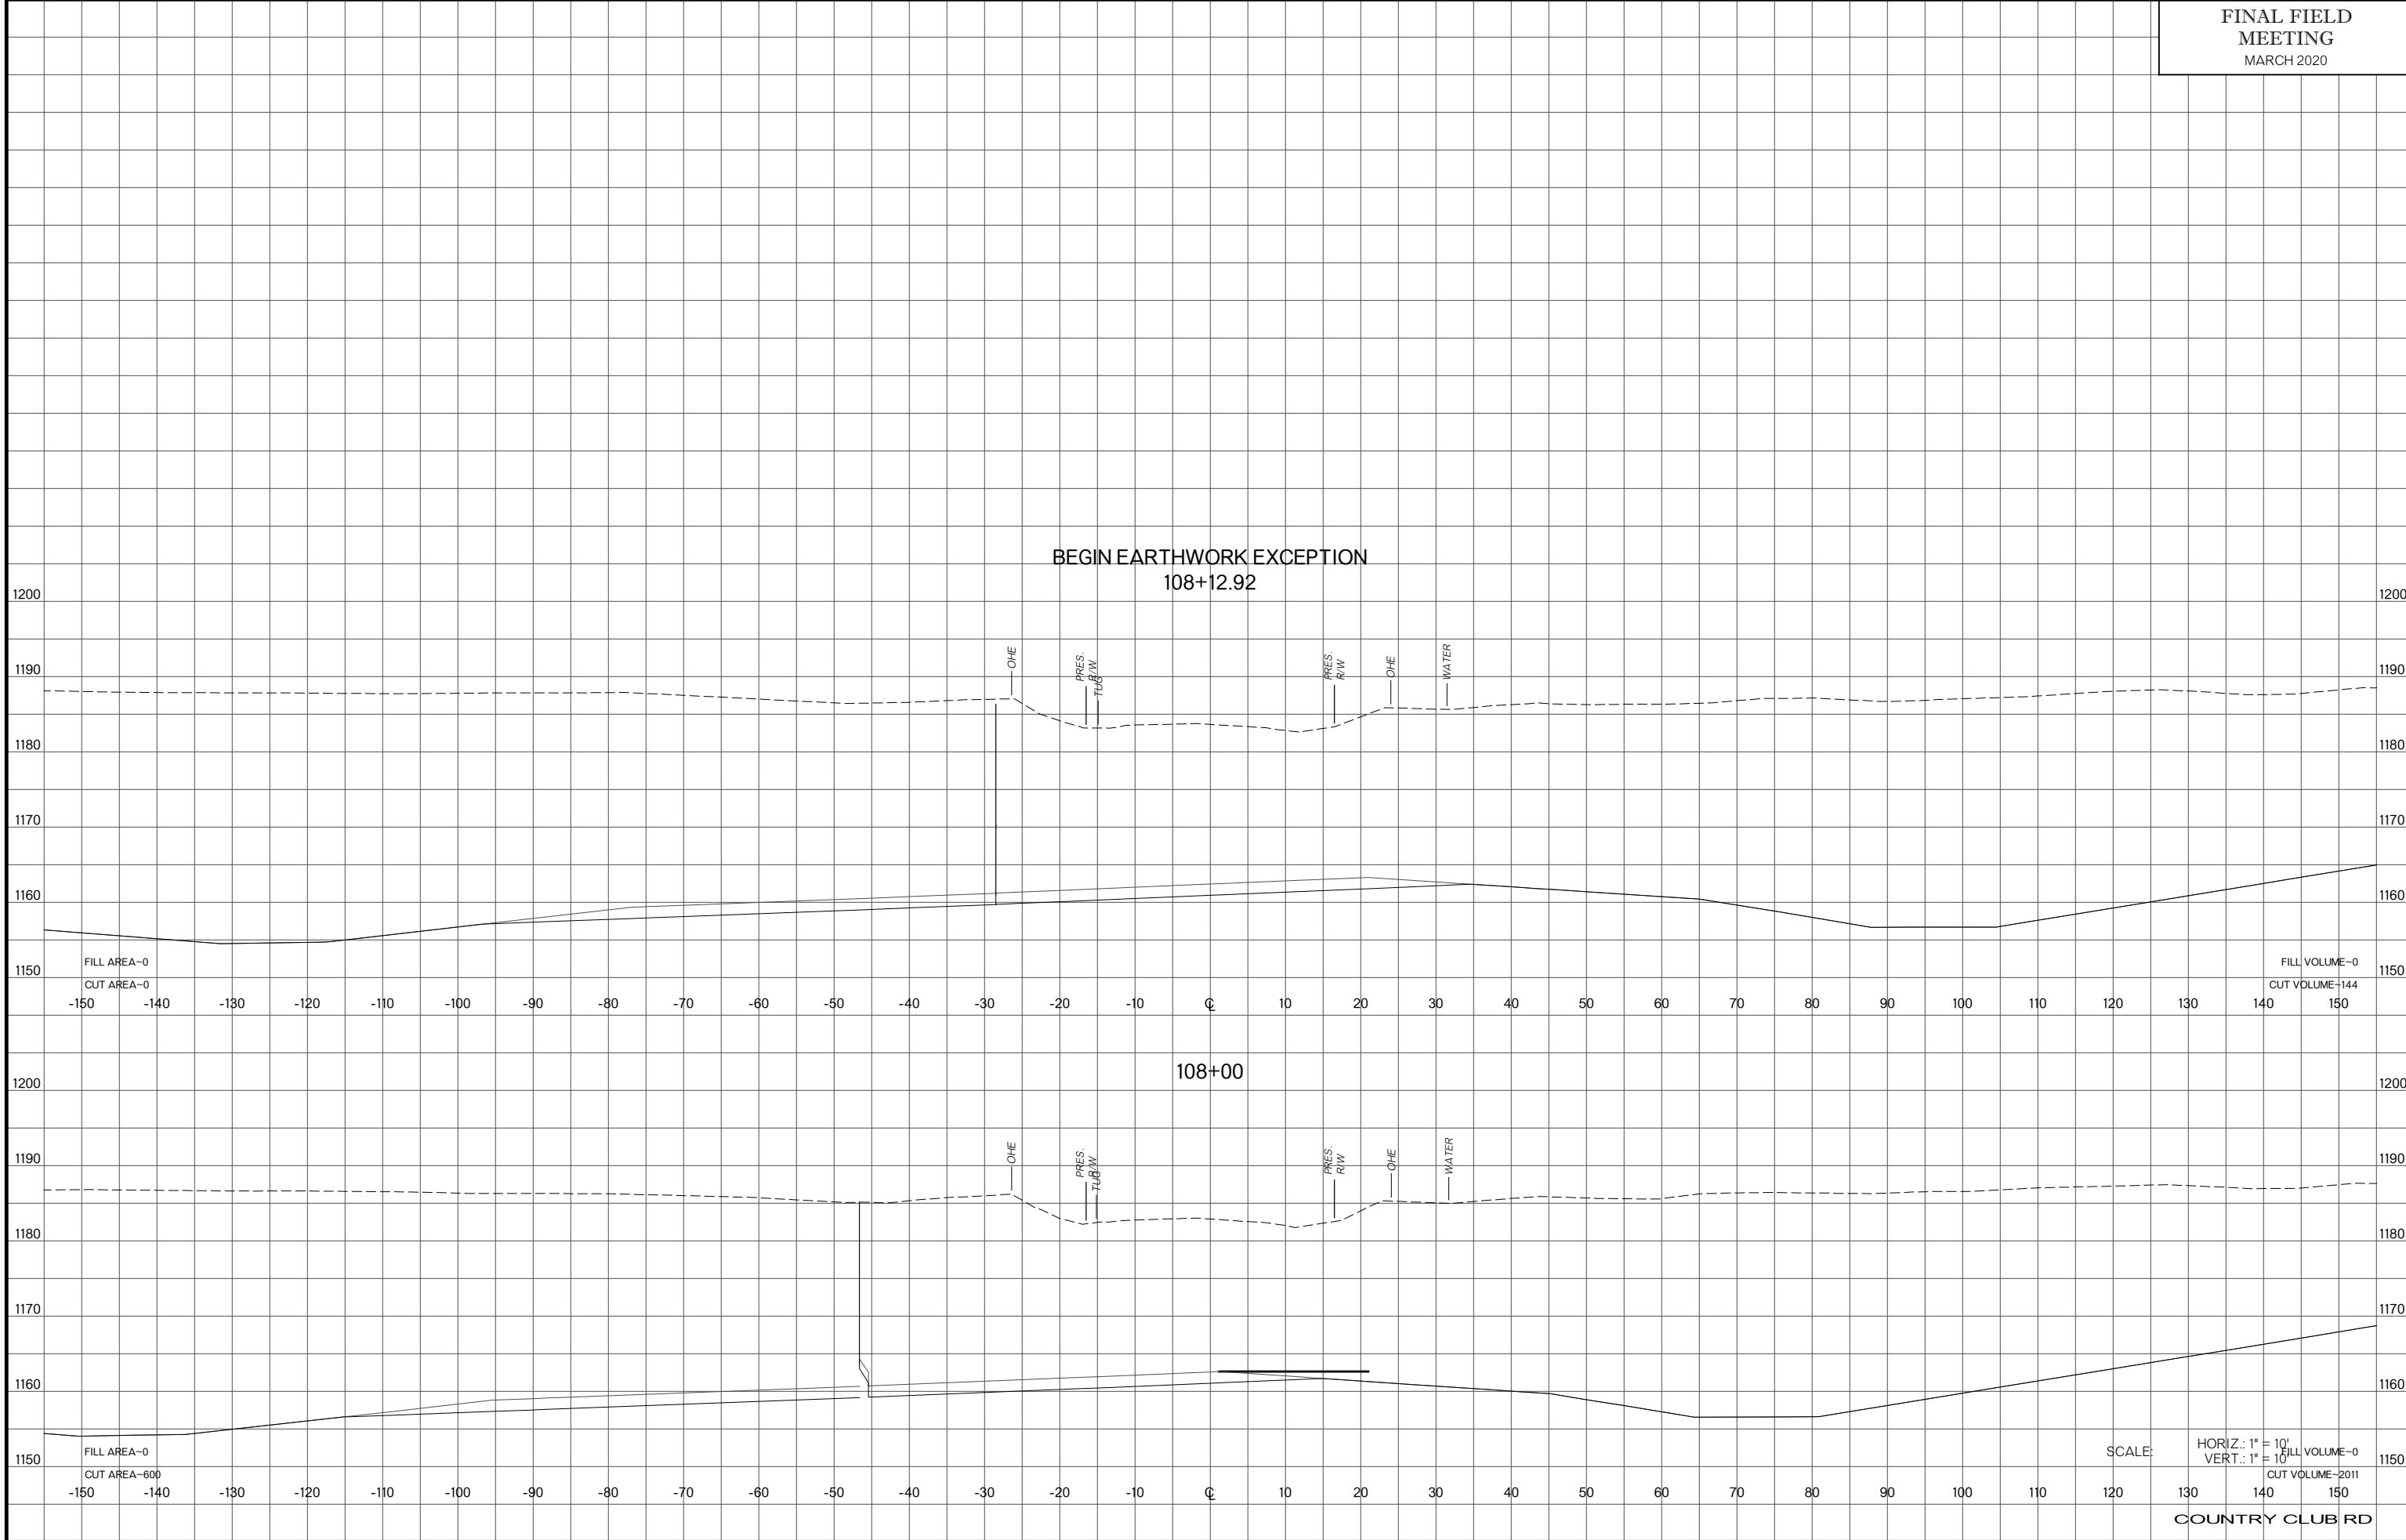 FINAL FIELD
MEETING
MARCH 2020
BEGIN EARTHWORK EXCEPTION
108+12.92
1200 1200
OHE PRES. R/W TUG PRES. R/W OHE WATER
1190 1190
1180 1180
1170 1170
1160 1160
FILL AREA~0 FILL VOLUME~0
1150 1150
CUT AREA~0 CUT VOLUME~144
-150 -140 -130 -120 -110 -100 -90 -80 -70 -60 -50 -40 -30 -20 -10 ℄ 10 20 30 40 50 60 70 80 90 100 110 120 130 140 150
108+00
1200 1200
OHE PRES. R/W TUG PRES. R/W OHE WATER
1190 1190
1180 1180
1170 1170
1160 1160
SCALE: HORIZ.: 1" = 10'
VERT.: 1" = 10'
FILL AREA~0 FILL VOLUME~0
1150 1150
CUT AREA~600 CUT VOLUME~2011
-150 -140 -130 -120 -110 -100 -90 -80 -70 -60 -50 -40 -30 -20 -10 ℄ 10 20 30 40 50 60 70 80 90 100 110 120 130 140 150
COUNTRY CLUB RD